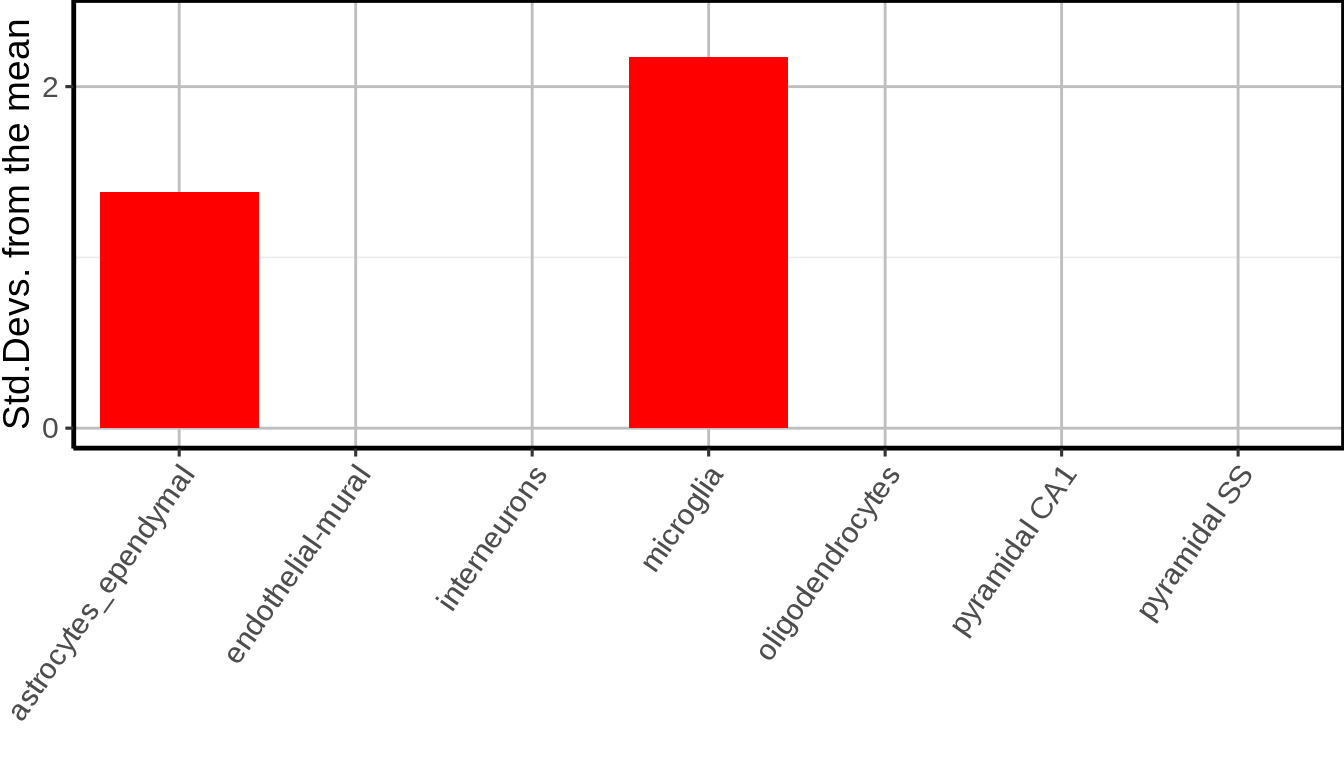 Std.Devs. from the mean
2
0
astrocytes_ependymal
endothelial-mural
interneurons
microglia
oligodendrocytes
pyramidal CA1
pyramidal SS